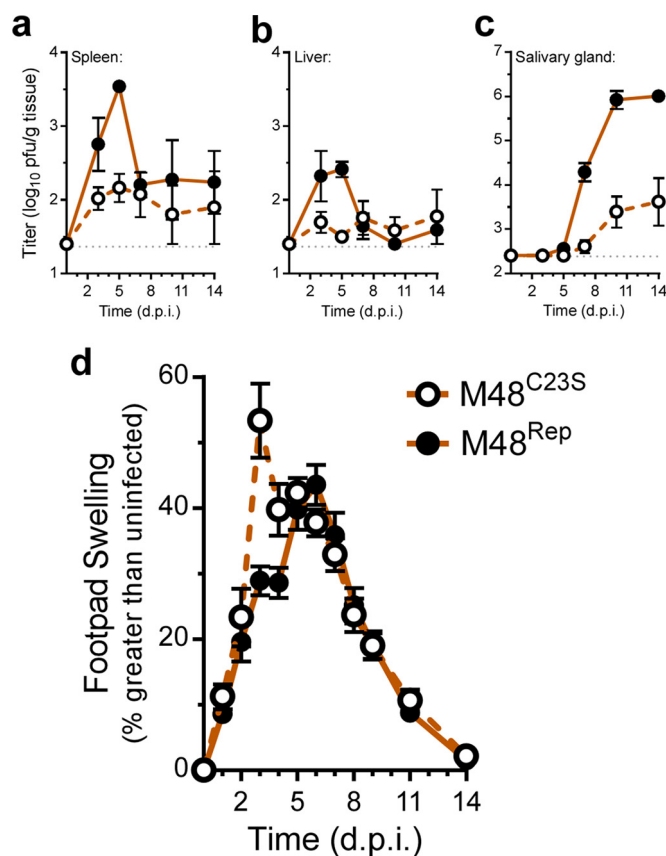 a
Spleen:
Titer (log10 pfu/g tissue)
4
3
2
1
2
5
8
11
14
Time (d.p.i.)
b
Liver:
4
3
2
1
2
5
8
11
14
Time (d.p.i.)
c
Salivary gland:
7
6
5
4
3
2
2
5
8
11
14
Time (d.p.i.)
d
Footpad Swelling
(% greater than uninfected)
60
40
20
0
2
5
8
11
14
Time (d.p.i.)
M48C23S
M48Rep